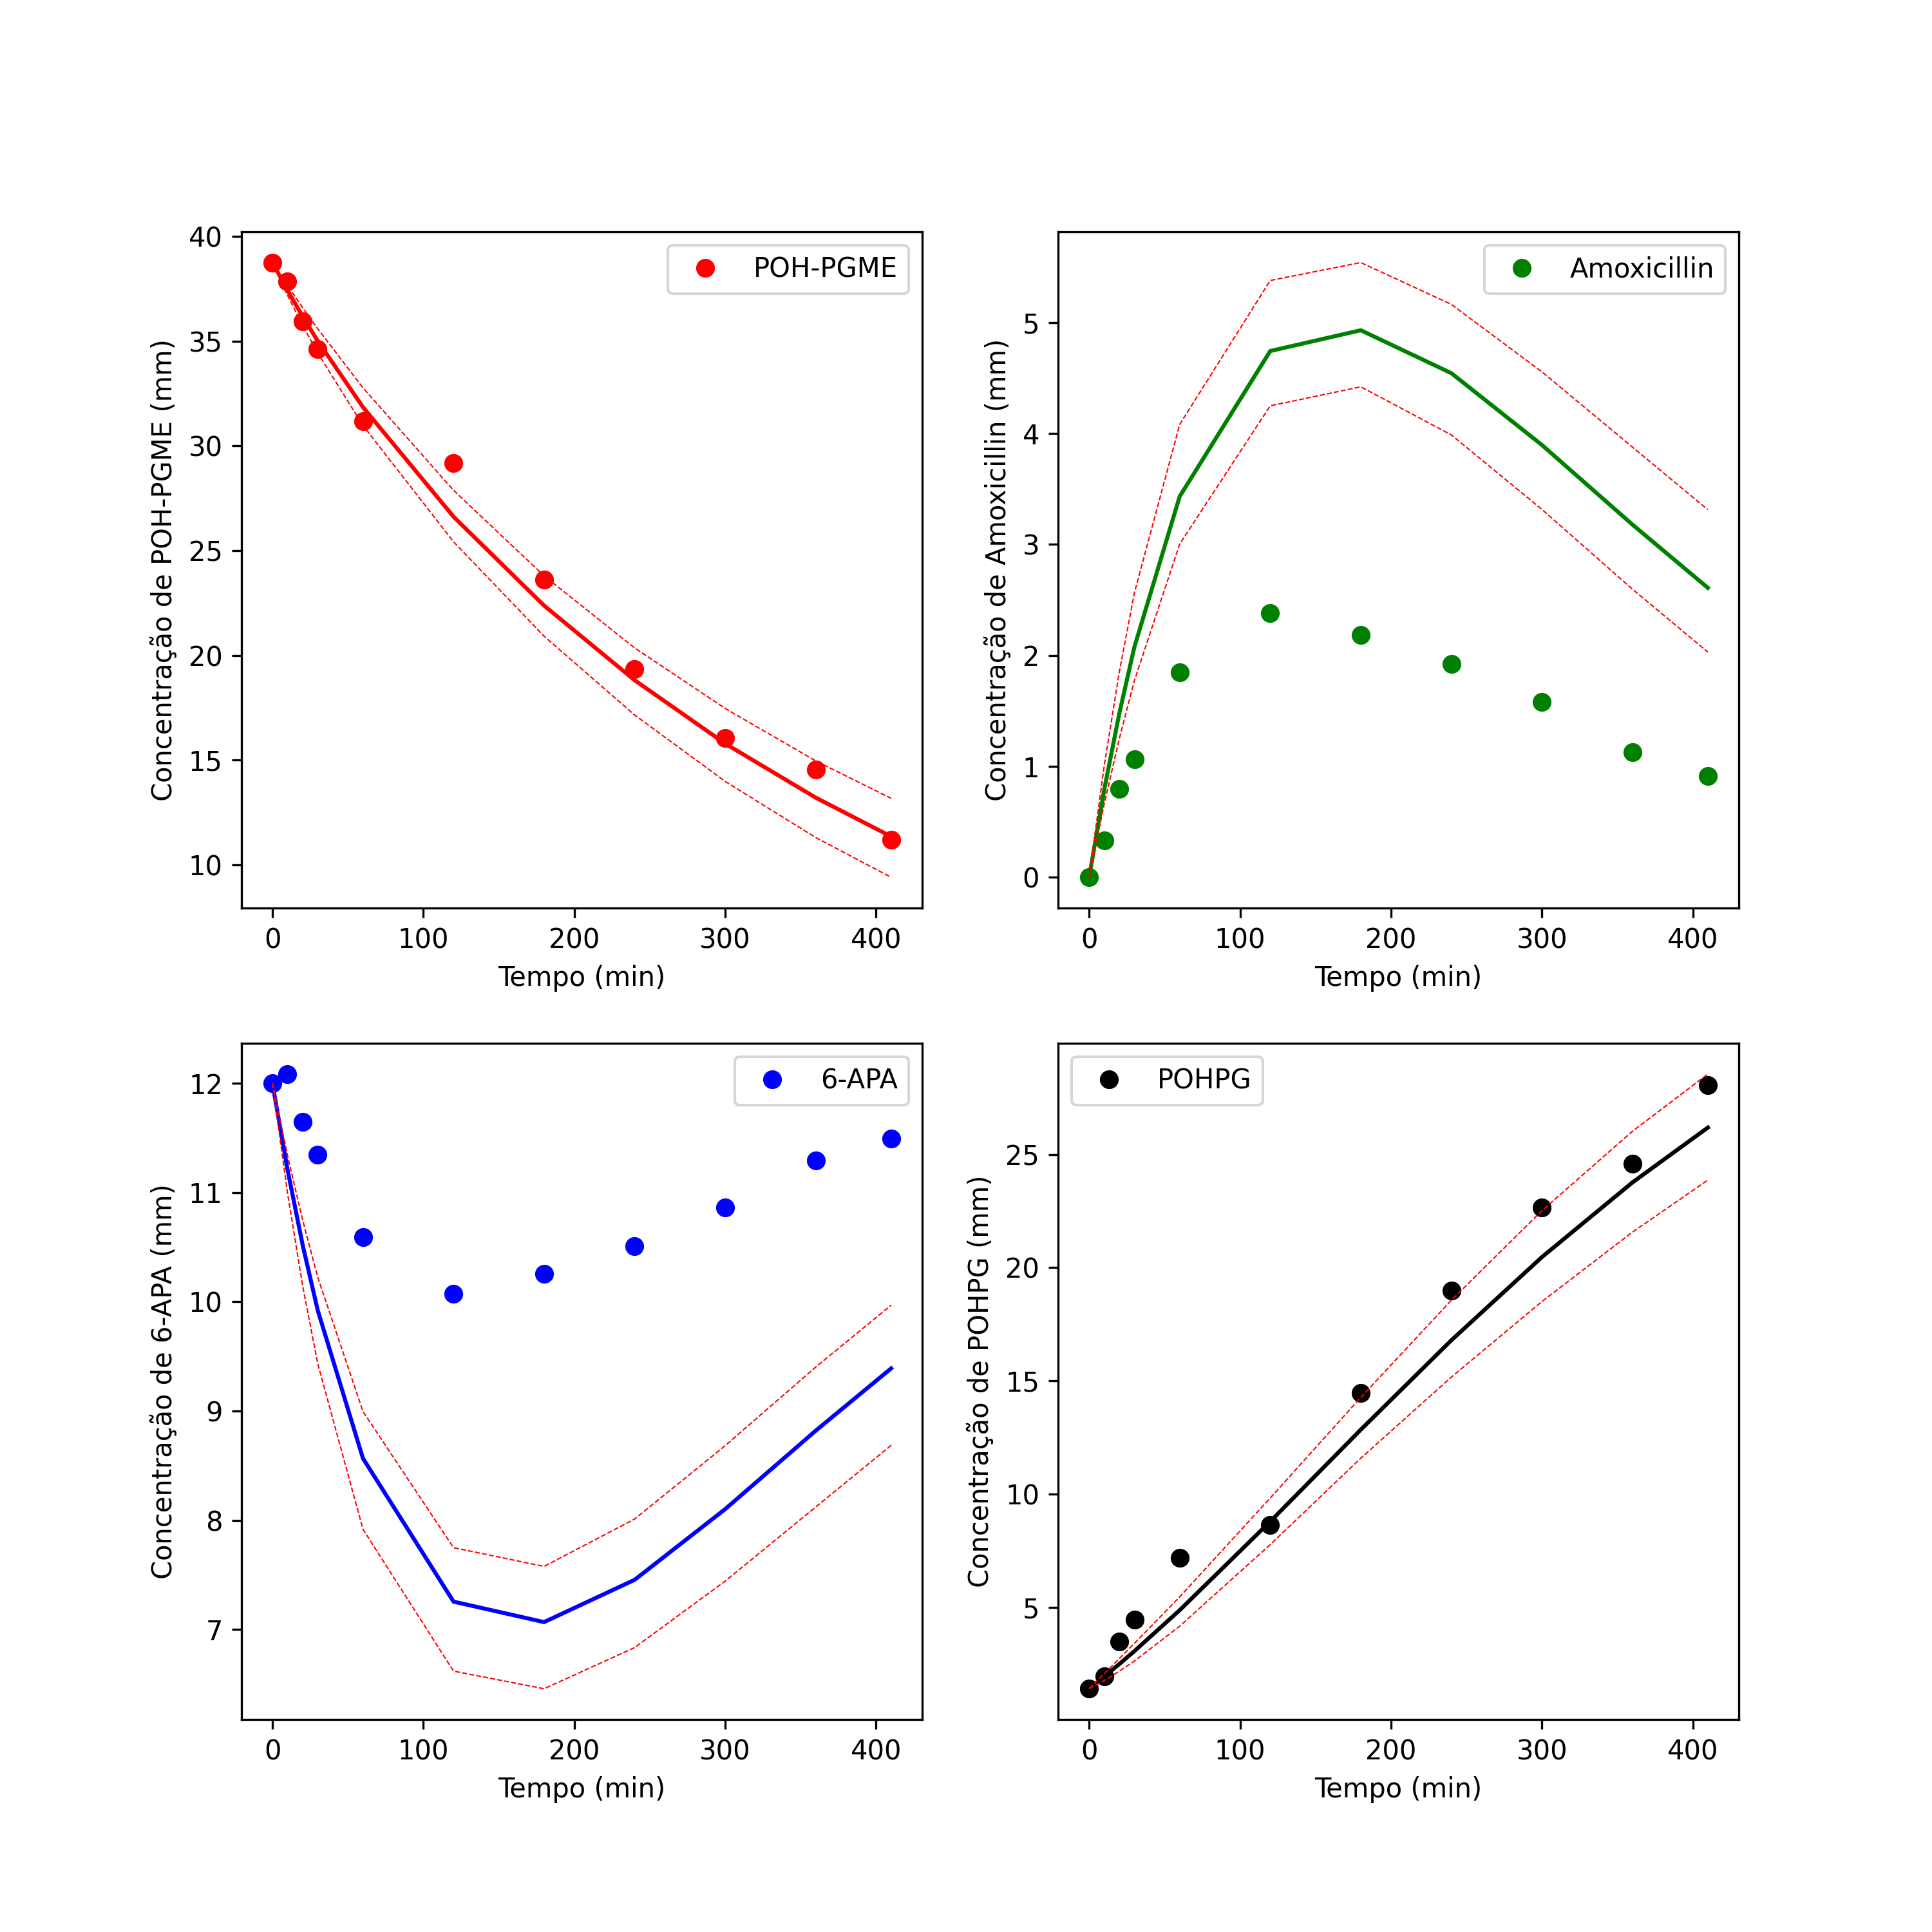 POH-PGME
Concentração de POH-PGME (mm)
40
35
30
25
20
15
10
0 100 200 300 400
Tempo (min)
Amoxicillin
Concentração de Amoxicillin (mm)
5
4
3
2
1
0
0 100 200 300 400
Tempo (min)
6-APA
Concentração de 6-APA (mm)
12
11
10
9
8
7
0 100 200 300 400
Tempo (min)
POHPG
Concentração de POHPG (mm)
25
20
15
10
5
0 100 200 300 400
Tempo (min)